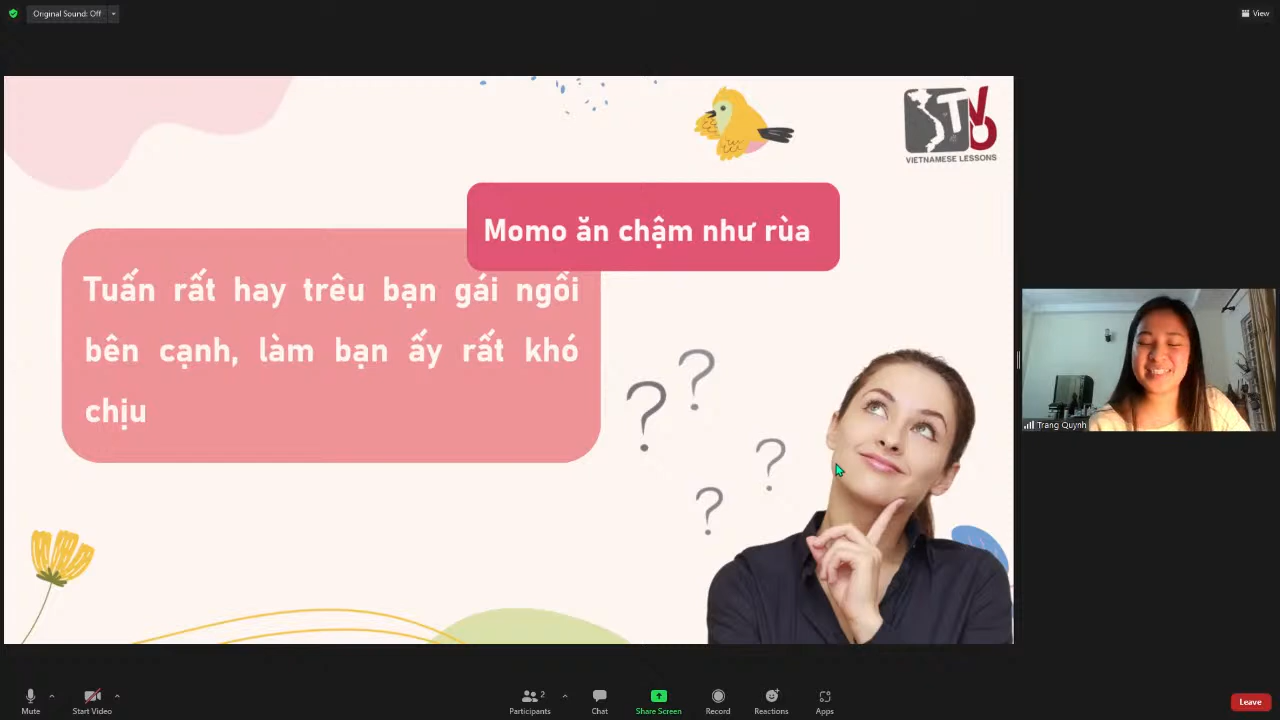 Original Sound: Off
View
TVO
VIETNAMESE LESSONS
Momo ăn chậm như rùa
Tuấn rất hay trêu bạn gái ngồi
bên cạnh, làm bạn ấy rất khó
chịu
? ? ? ?
Trang Quynh
Mute
Start Video
Participants
2
Chat
Share Screen
Record
Reactions
Apps
Leave